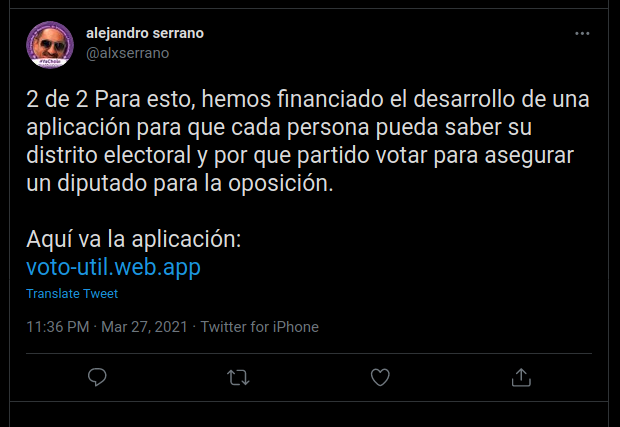 alejandro serrano
@alxserrano
#YaChole
2 de 2 Para esto, hemos financiado el desarrollo de una
aplicación para que cada persona pueda saber su
distrito electoral y por que partido votar para asegurar
un diputado para la oposición.
Aquí va la aplicación:
voto-util.web.app
Translate Tweet
11:36 PM · Mar 27, 2021 · Twitter for iPhone